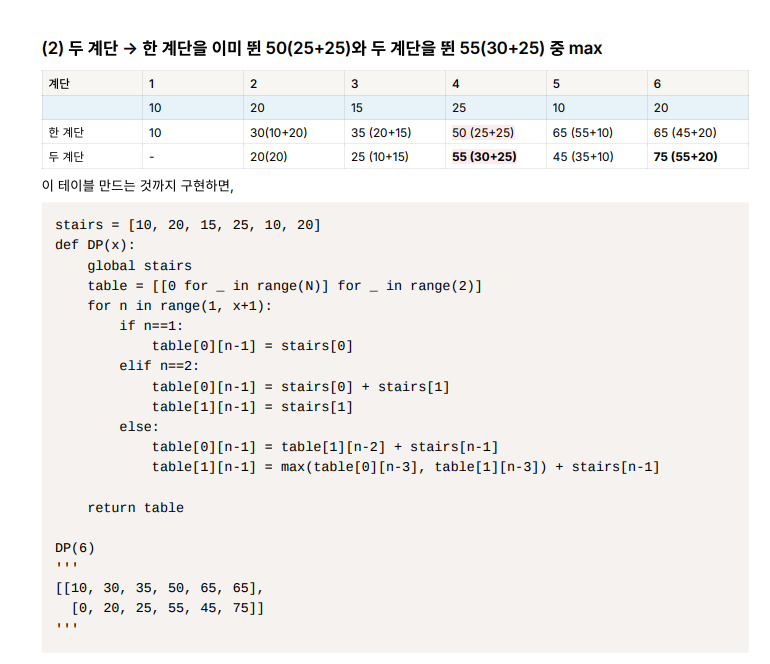 (2) 두 계단 → 한 계단을 이미 뛴 50(25+25)와 두 계단을 뛴 55(30+25) 중 max
계단 1 2 3 4 5 6
10 20 15 25 10 20
한 계단 10 30(10+20) 35 (20+15) 50 (25+25) 65 (55+10) 65 (45+20)
두 계단 - 20(20) 25 (10+15) 55 (30+25) 45 (35+10) 75 (55+20)
이 테이블 만드는 것까지 구현하면,
stairs = [10, 20, 15, 25, 10, 20]
def DP(x):
    global stairs
    table = [[0 for _ in range(N)] for _ in range(2)]
    for n in range(1, x+1):
        if n==1:
            table[0][n-1] = stairs[0]
        elif n==2:
            table[0][n-1] = stairs[0] + stairs[1]
            table[1][n-1] = stairs[1]
        else:
            table[0][n-1] = table[1][n-2] + stairs[n-1]
            table[1][n-1] = max(table[0][n-3], table[1][n-3]) + stairs[n-1]
    return table
DP(6)
'''
[[10, 30, 35, 50, 65, 65],
  [0, 20, 25, 55, 45, 75]]
'''